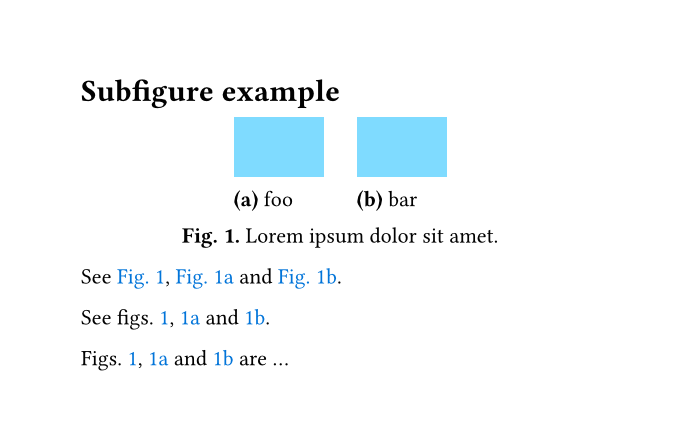 Subfigure example
(a) foo (b) bar
Fig. 1. Lorem ipsum dolor sit amet.
See Fig. 1, Fig. 1a and Fig. 1b.
See figs. 1, 1a and 1b.
Figs. 1, 1a and 1b are …